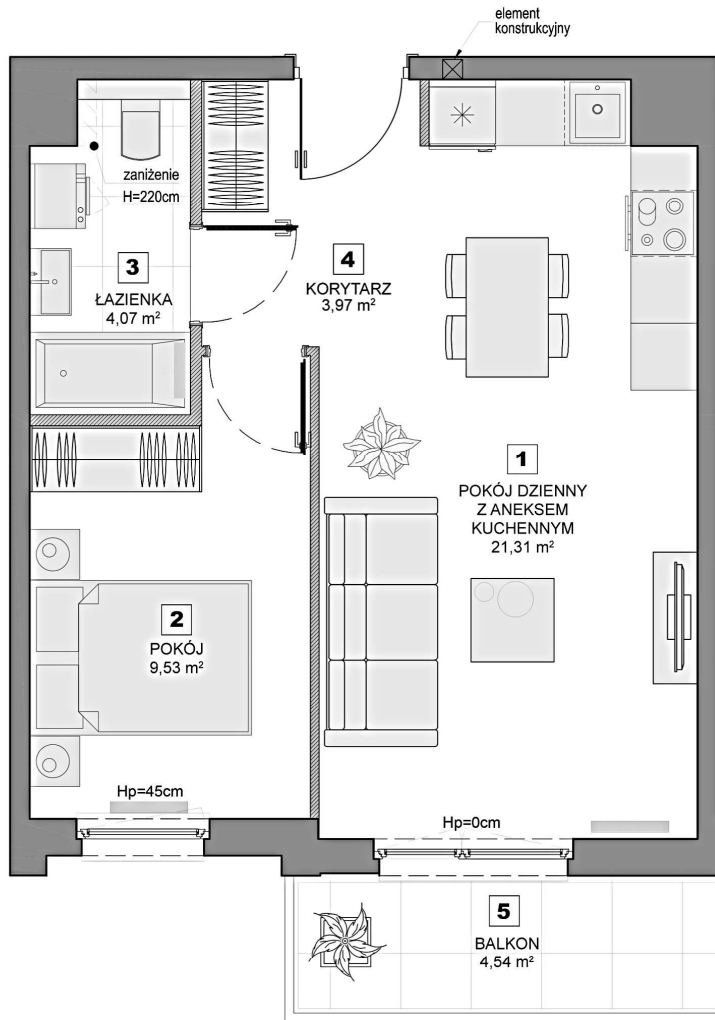 element
konstrukcyjny
zaniżenie
H=220cm
3
ŁAZIENKA
4,07 m²
4
KORYTARZ
3,97 m²
1
POKÓJ DZIENNY
Z ANEKSEM
KUCHENNYM
21,31 m²
2
POKÓJ
9,53 m²
Hp=45cm
Hp=0cm
5
BALKON
4,54 m²